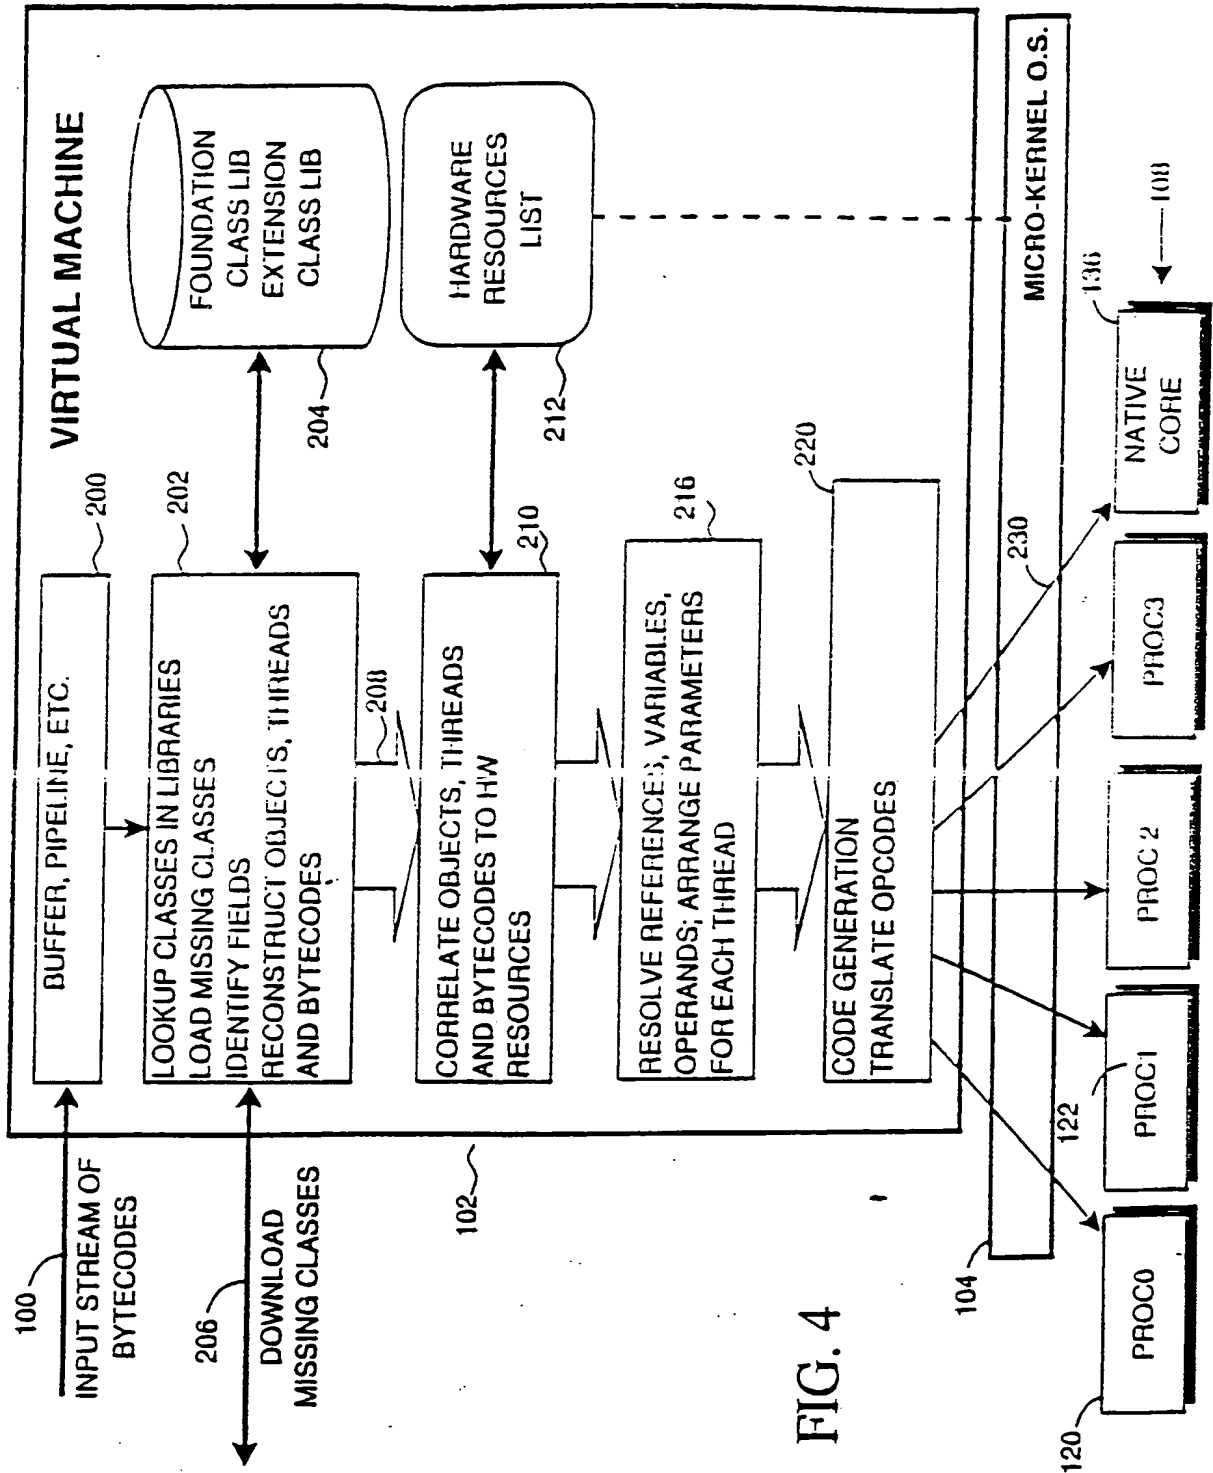 VIRTUAL MACHINE
100
INPUT STREAM OF
BYTECODES
BUFFER, PIPELINE, ETC.
200
206
DOWNLOAD
MISSING CLASSES
LOOKUP CLASSES IN LIBRARIES
LOAD MISSING CLASSES
IDENTIFY FIELDS
RECONSTRUCT OBJECTS, THREADS
AND BYTECODES
202
FOUNDATION
CLASS LIB
EXTENSION
CLASS LIB
204
208
CORRELATE OBJECTS, THREADS
AND BYTECODES TO HW
RESOURCES
210
HARDWARE
RESOURCES
LIST
212
102
RESOLVE REFERENCES, VARIABLES,
OPERANDS; ARRANGE PARAMETERS
FOR EACH THREAD
216
CODE GENERATION
TRANSLATE OPCODES
220
104
230
MICRO-KERNEL O.S.
120
PROC0
122
PROC1
PROC 2
PROC3
NATIVE
CORE
136
108
FIG. 4